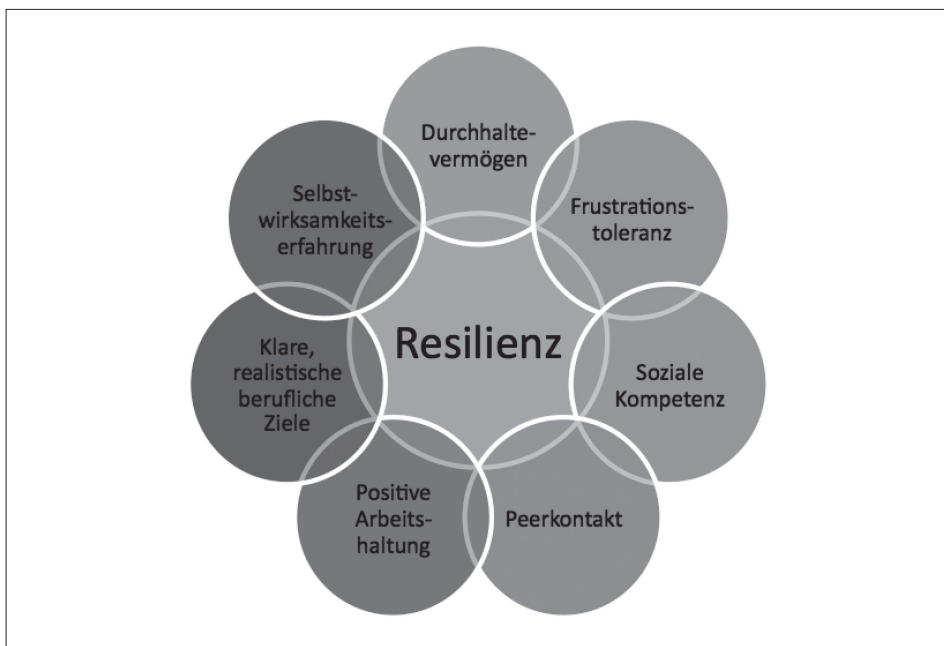 Durchhalte-
vermögen
Frustrations-
toleranz
Soziale
Kompetenz
Peerkontakt
Positive
Arbeits-
haltung
Klare,
realistische
berufliche
Ziele
Selbst-
wirksamkeits-
erfahrung
Resilienz